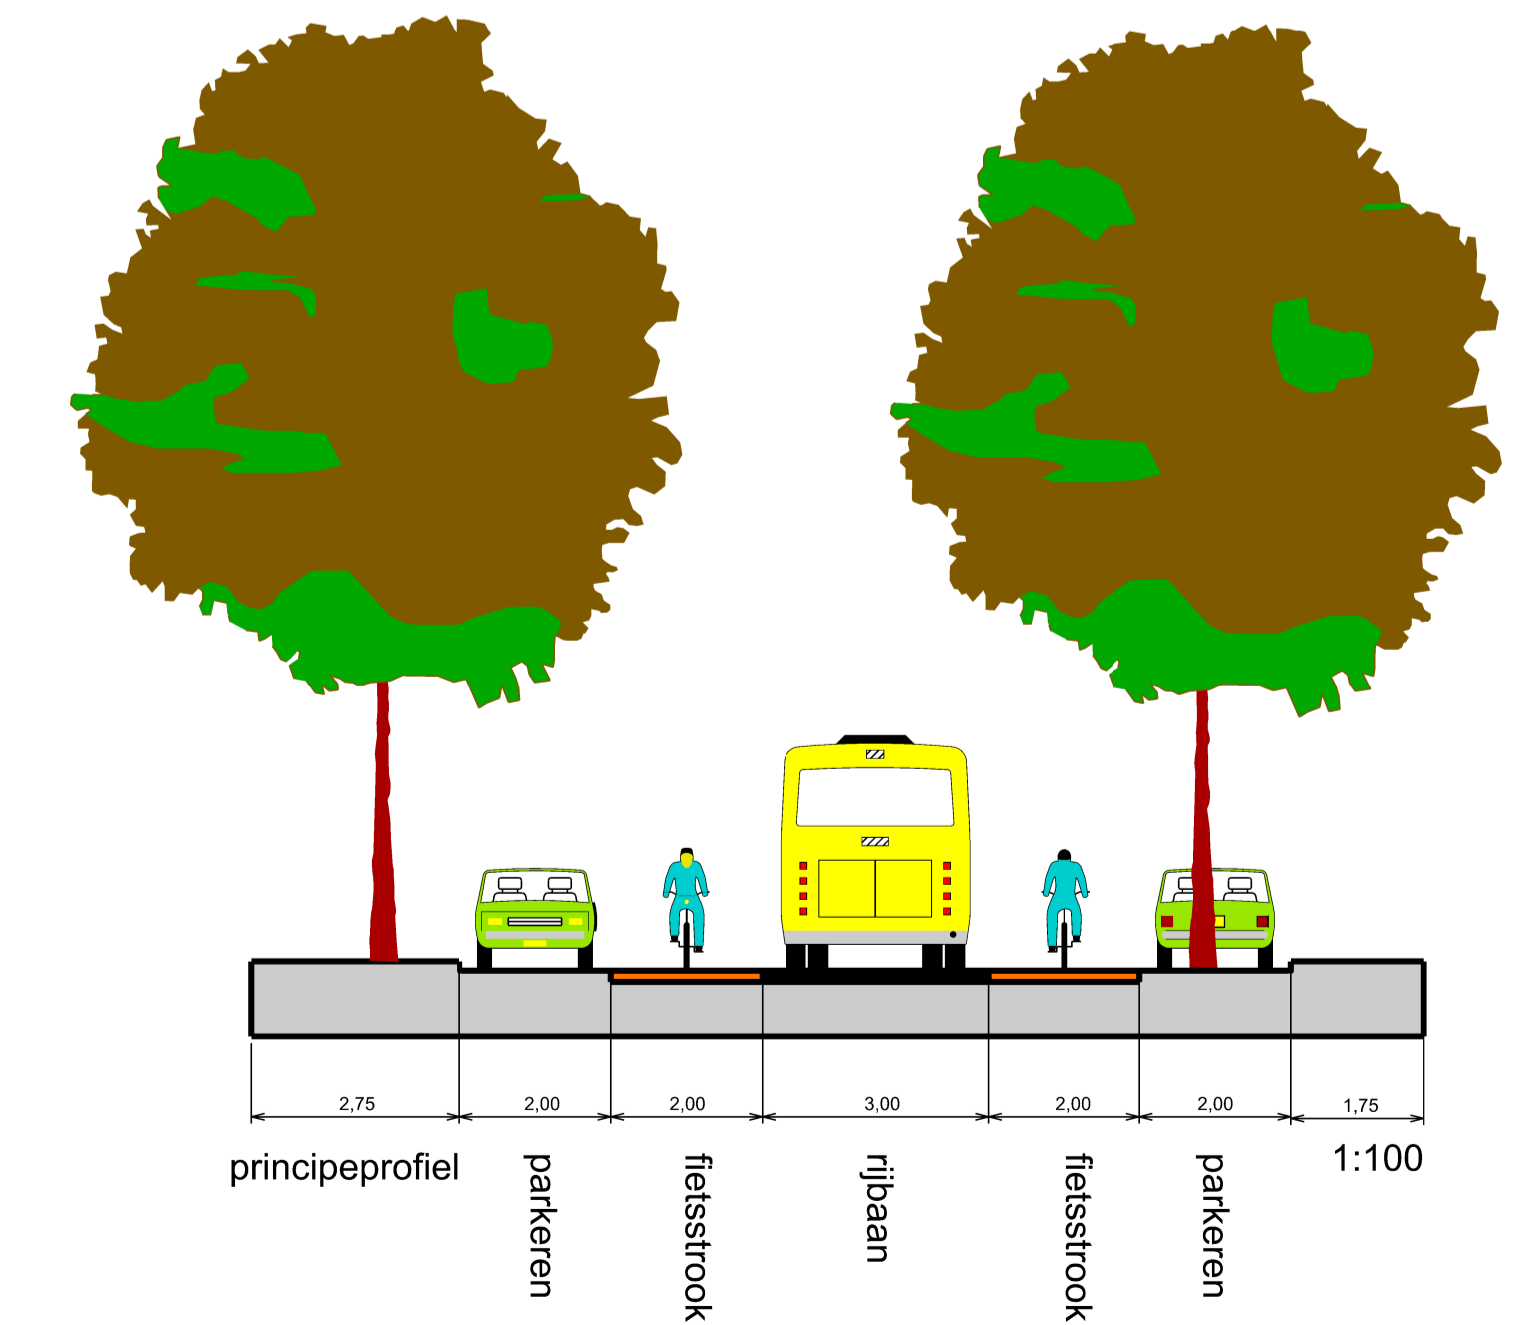 2,75
2,00
2,00
3,00
2,00
2,00
1,75
principeprofiel
parkeren
fietsstrook
rijbaan
fietsstrook
parkeren
1:100